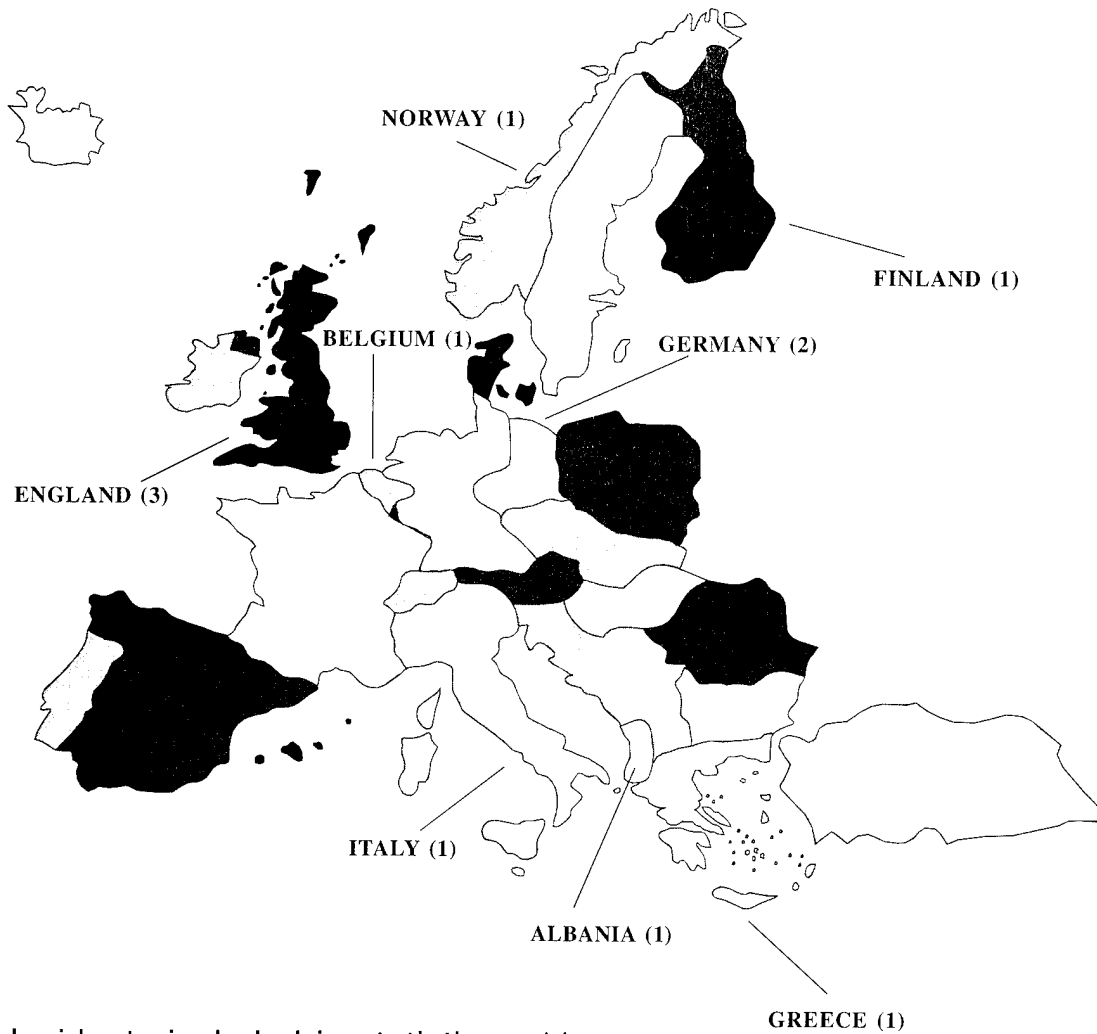 NORWAY (1)
FINLAND (1)
BELGIUM (1)
GERMANY (2)
ENGLAND (3)
ITALY (1)
ALBANIA (1)
GREECE (1)